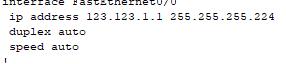 interface FastEthernet0/0
 ip address 123.123.1.1 255.255.255.224
 duplex auto
 speed auto
!